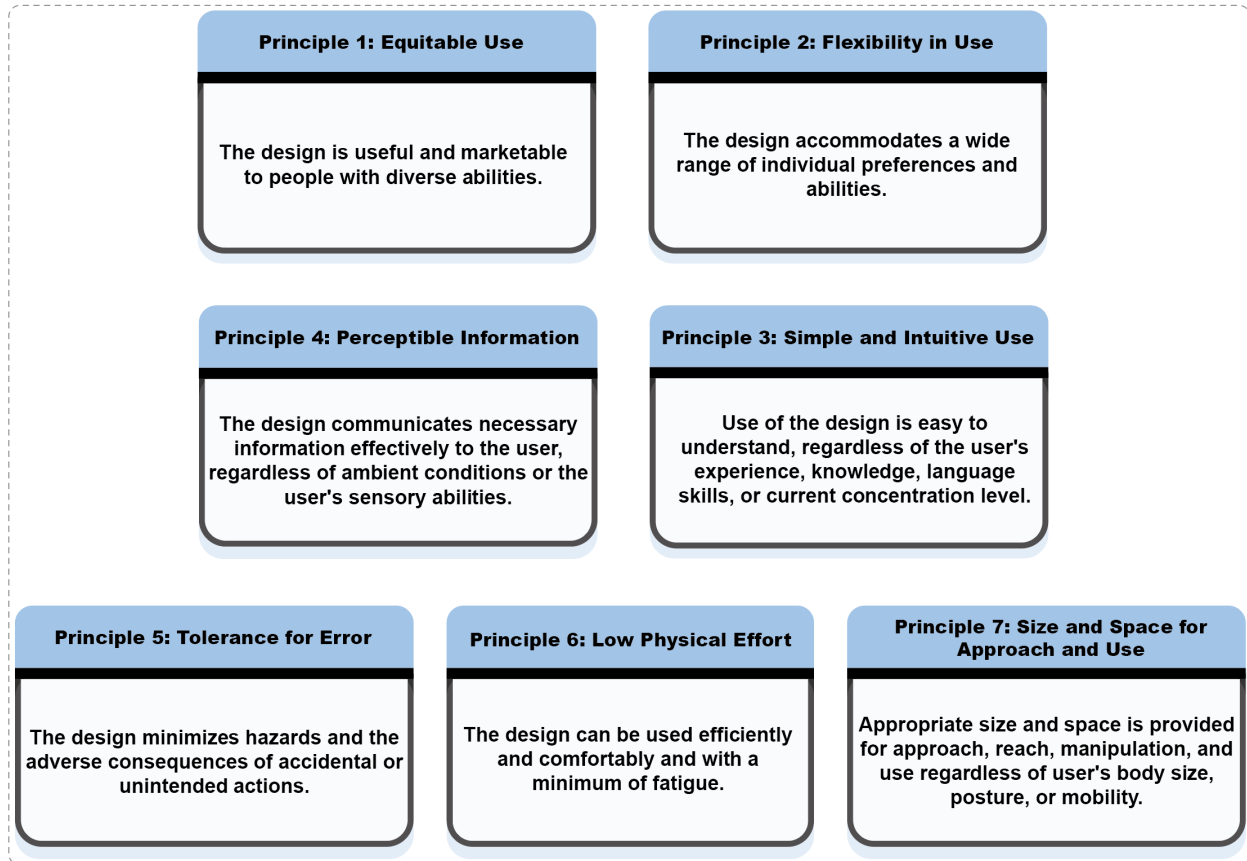 Principle 1: Equitable Use
The design is useful and marketable
to people with diverse abilities.
Principle 2: Flexibility in Use
The design accommodates a wide
range of individual preferences and
abilities.
Principle 4: Perceptible Information
The design communicates necessary
information effectively to the user,
regardless of ambient conditions or the
user's sensory abilities.
Principle 3: Simple and Intuitive Use
Use of the design is easy to
understand, regardless of the user's
experience, knowledge, language
skills, or current concentration level.
Principle 5: Tolerance for Error
The design minimizes hazards and the
adverse consequences of accidental or
unintended actions.
Principle 6: Low Physical Effort
The design can be used efficiently
and comfortably and with a
minimum of fatigue.
Principle 7: Size and Space for
Approach and Use
Appropriate size and space is provided
for approach, reach, manipulation, and
use regardless of user's body size,
posture, or mobility.